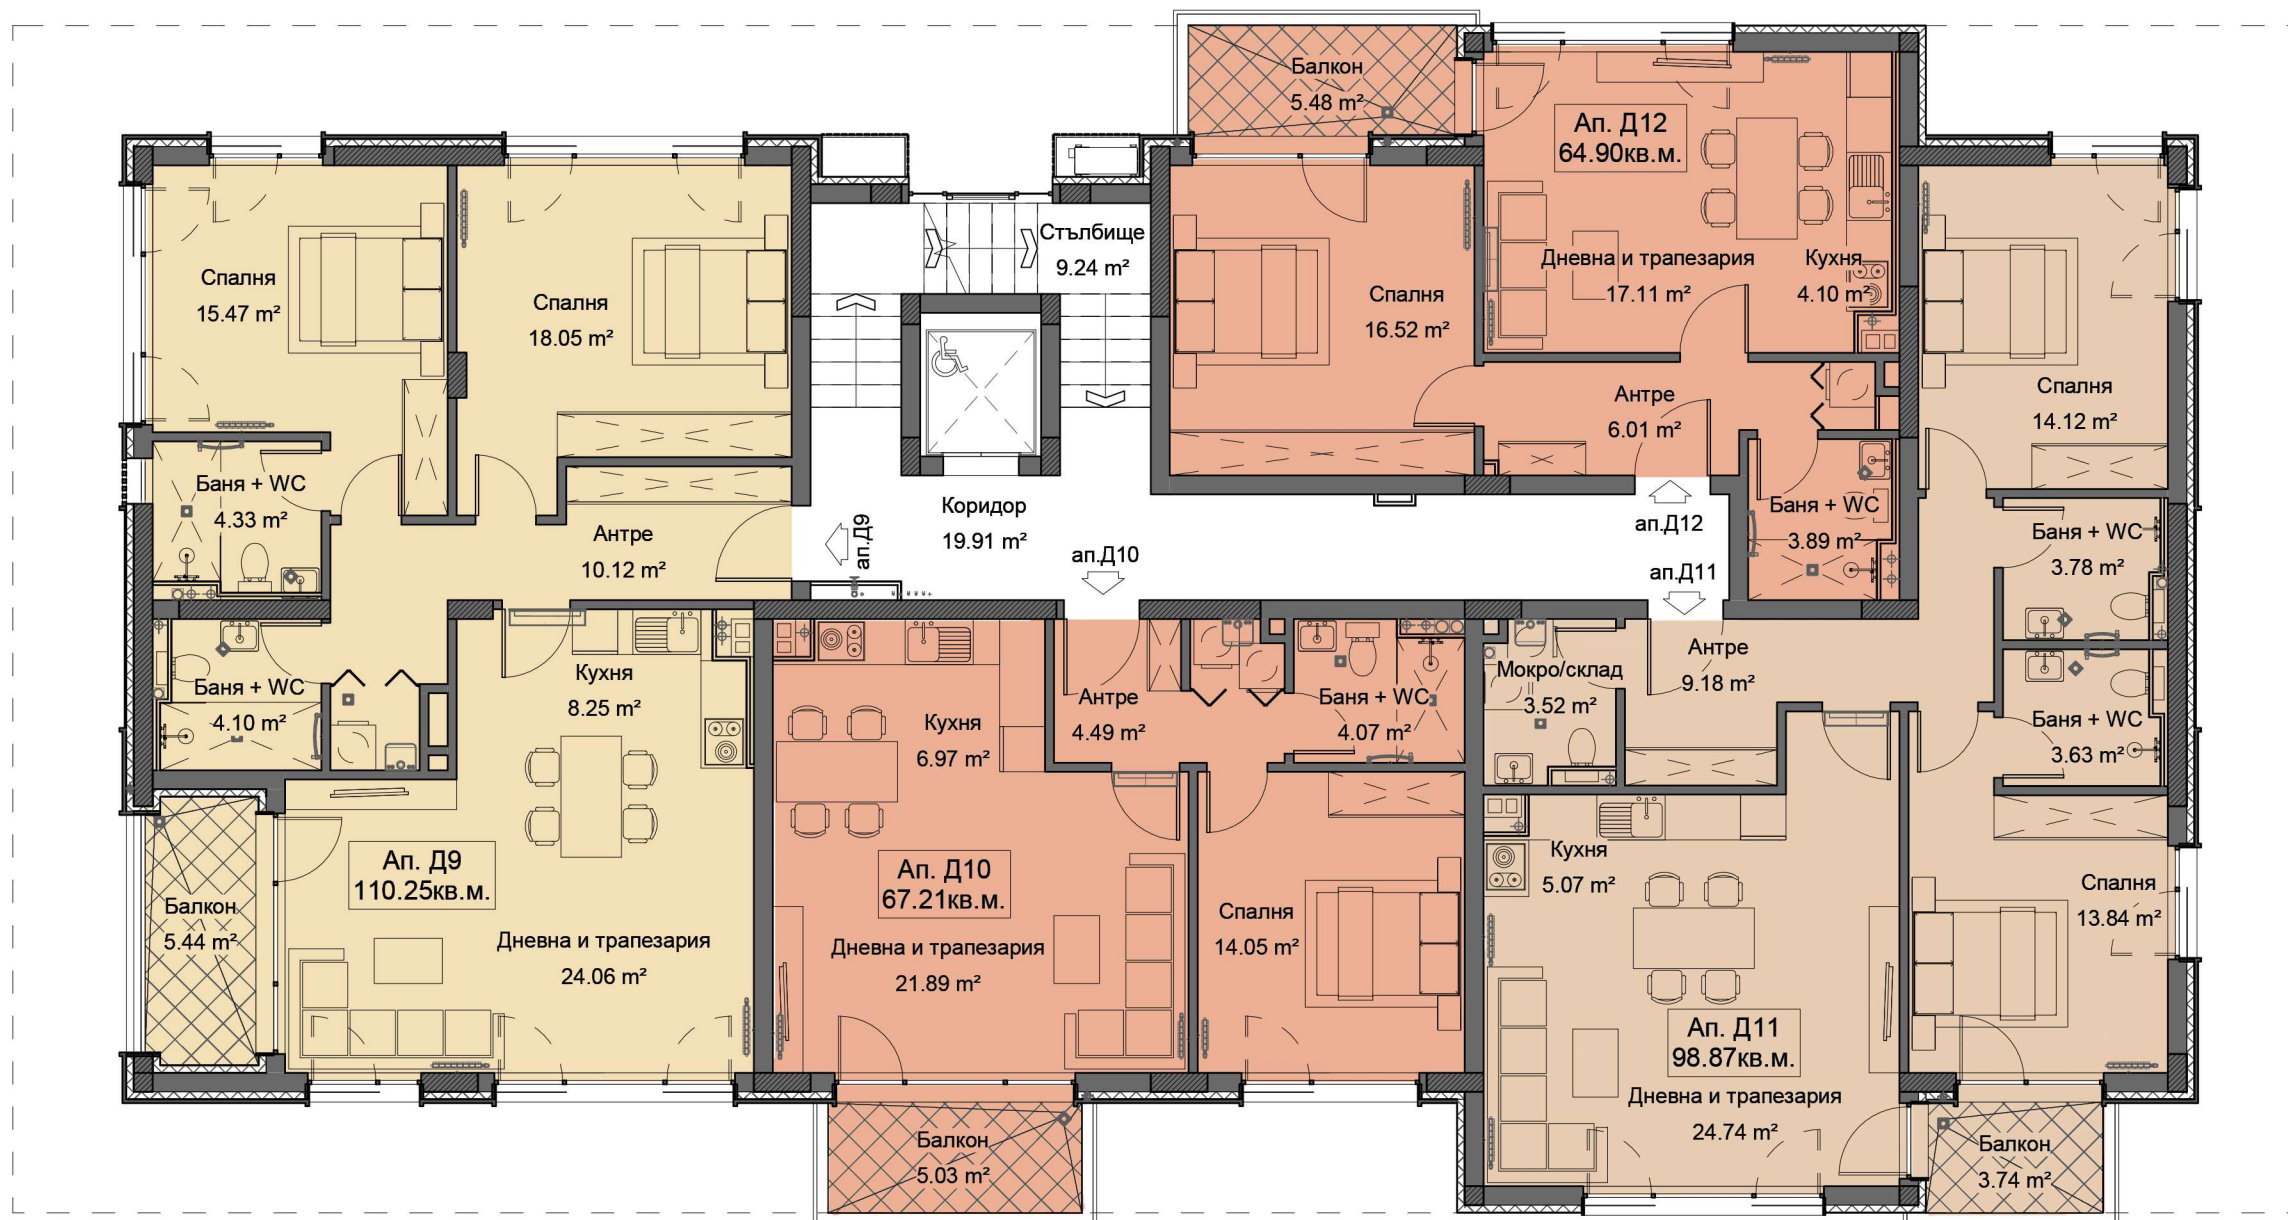 Балкон
5.48 m²
Ап. Д12
64.90кв.м.
Стълбище
9.24 m²
Спалня
15.47 m²
Спалня
18.05 m²
Спалня
16.52 m²
Дневна и трапезария
17.11 m²
Кухня
4.10 m²
Антре
6.01 m²
Спалня
14.12 m²
Баня + WC
4.33 m²
Антре
10.12 m²
ап.Д9
Коридор
19.91 m²
ап.Д10
ап.Д12
ап.Д11
Баня + WC
3.89 m²
Баня + WC
3.78 m²
Баня + WC
4.10 m²
Кухня
8.25 m²
Кухня
6.97 m²
Антре
4.49 m²
Баня + WC
4.07 m²
Мокро/склад
3.52 m²
Антре
9.18 m²
Баня + WC
3.63 m²
Ап. Д9
110.25кв.м.
Балкон
5.44 m²
Дневна и трапезария
24.06 m²
Ап. Д10
67.21кв.м.
Дневна и трапезария
21.89 m²
Спалня
14.05 m²
Кухня
5.07 m²
Спалня
13.84 m²
Ап. Д11
98.87кв.м.
Дневна и трапезария
24.74 m²
Балкон
5.03 m²
Балкон
3.74 m²